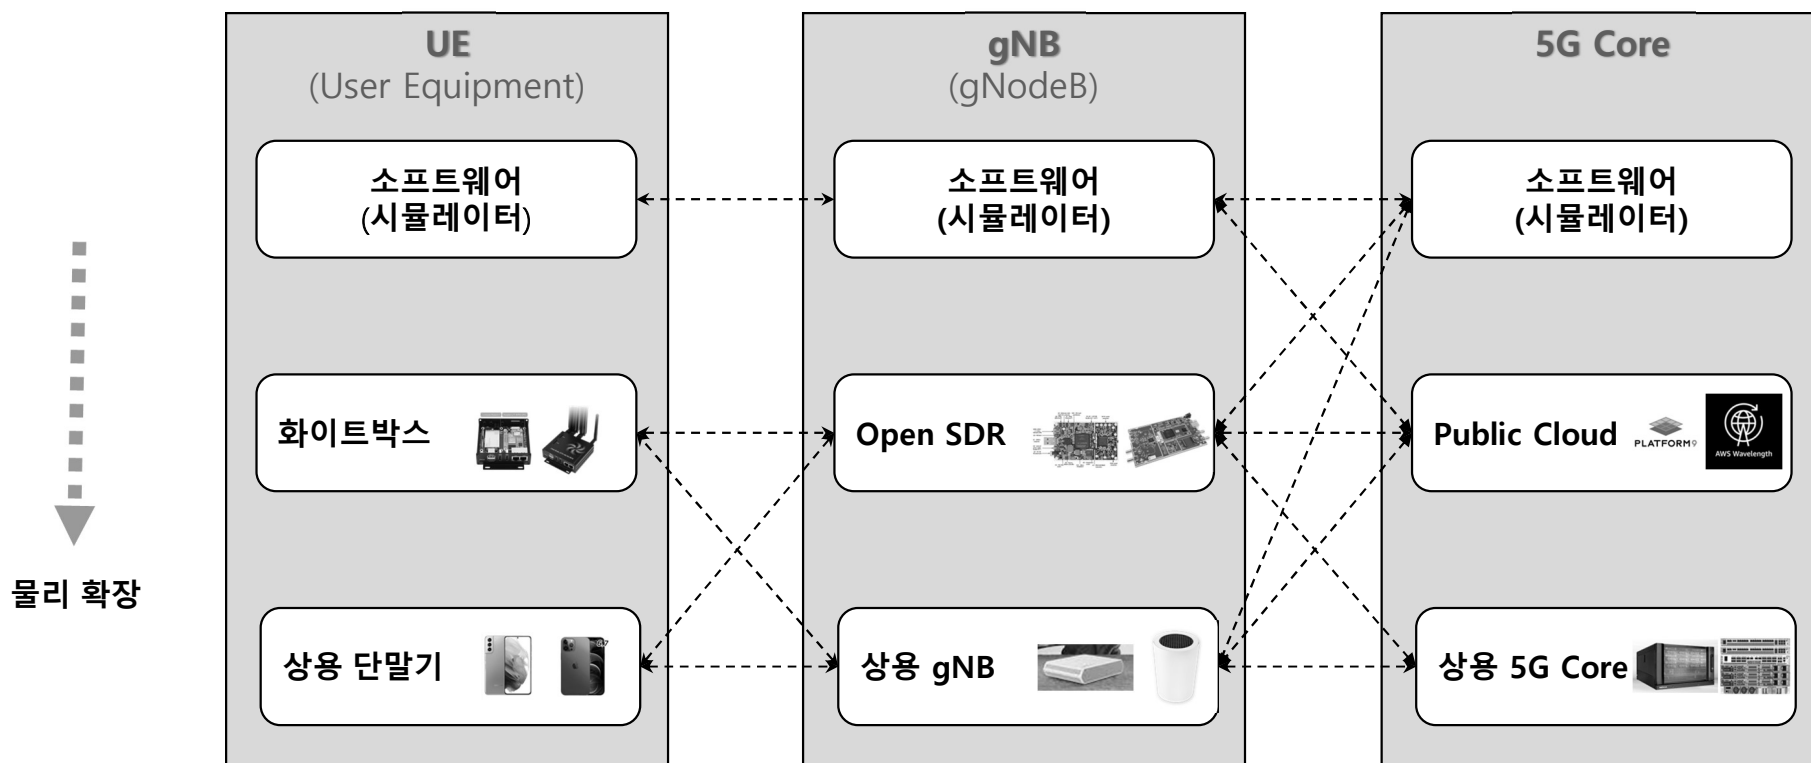 UE
(User Equipment)
gNB
(gNodeB)
5G Core
소프트웨어
(시뮬레이터)
소프트웨어
(시뮬레이터)
소프트웨어
(시뮬레이터)
화이트박스
Open SDR
Public Cloud
PLATFORM9
AWS Wavelength
물리 확장
상용 단말기
상용 gNB
상용 5G Core